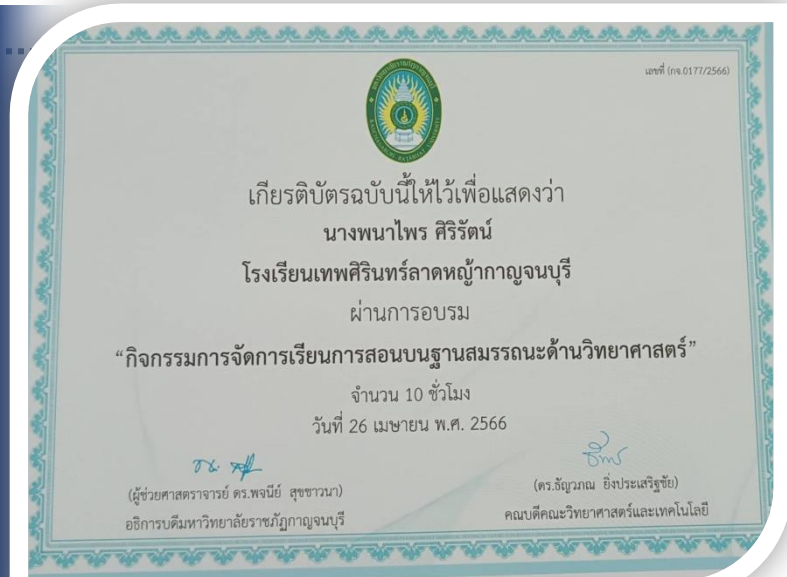 เลขที่ (กจ.0177/2566)
เกียรติบัตรฉบับนี้ให้ไว้เพื่อแสดงว่า
นางพนาไพร ศิริรัตน์
โรงเรียนเทพศิรินทร์ลาดหญ้ากาญจนบุรี
ผ่านการอบรม
“กิจกรรมการจัดการเรียนการสอนบนฐานสมรรถนะด้านวิทยาศาสตร์”
จำนวน 10 ชั่วโมง
วันที่ 26 เมษายน พ.ศ. 2566
(ผู้ช่วยศาสตราจารย์ ดร.พจนีย์ สุขชาวนา)
อธิการบดีมหาวิทยาลัยราชภัฏกาญจนบุรี
(ดร.ธัญวภณ ยิ่งประเสริฐชัย)
คณบดีคณะวิทยาศาสตร์และเทคโนโลยี